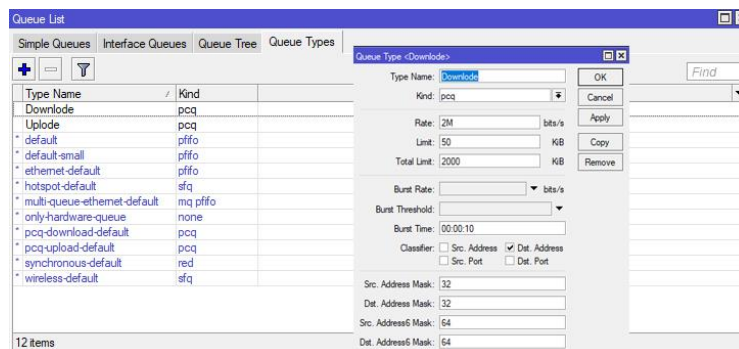 Queue List
Simple Queues Interface Queues Queue Tree Queue Types
Find
Type Name Kind
Downlode pcq
Uplode pcq
* default pfifo
* default-small pfifo
* ethernet-default pfifo
* hotspot-default sfq
* multi-queue-ethernet-default mq pfifo
* only-hardware-queue none
* pcq-download-default pcq
* pcq-upload-default pcq
* synchronous-default red
* wireless-default sfq
12 items
Queue Type <Downlode>
Type Name: Downlode OK
Kind: pcq Cancel
Rate: 2M bits/s Apply
Limit: 50 KiB Copy
Total Limit: 2000 KiB Remove
Burst Rate: bits/s
Burst Threshold:
Burst Time: 00:00:10
Classifier: Src. Address Dst. Address
Src. Port Dst. Port
Src. Address Mask: 32
Dst. Address Mask: 32
Src. Address6 Mask: 64
Dst. Address6 Mask: 64